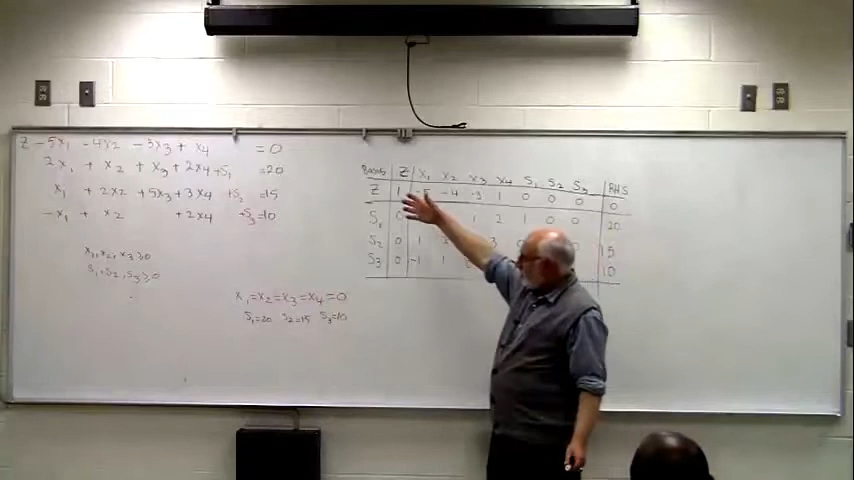 Z - 5x₁ - 4x₂ - 3x₃ + x₄ = 0
2x₁ + x₂ + x₃ + 2x₄ + S₁ = 20
x₁ + 2x₂ + 5x₃ + 3x₄ + S₂ = 15
-x₁ + x₂ + 2x₄ + S₃ = 10
x₁, x₂, x₃ ≥ 0
S₁, S₂, S₃ ≥ 0
x₁ = x₂ = x₃ = x₄ = 0
S₁=20 S₂=15 S₃=10
Basis Z x₁ x₂ x₃ x₄ S₁ S₂ S₃ RHS
Z 1 -5 -4 -3 1 0 0 0 0
S₁ 0 1 2 1 0 0 20
S₂ 0 1 3 0 15
S₃ 0 -1 1 10